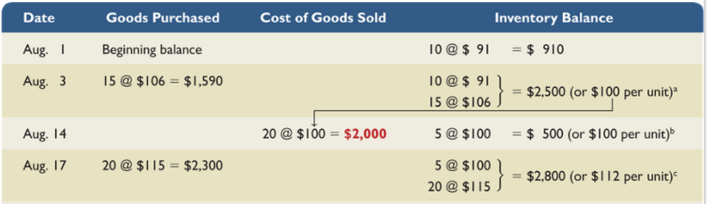 Date Goods Purchased Cost of Goods Sold Inventory Balance
Aug. 1 Beginning balance 10 @ $ 91 = $ 910
Aug. 3 15 @ $106 = $1,590 10 @ $ 91
15 @ $106 } = $2,500 (or $100 per unit)ᵃ
Aug. 14 20 @ $100 = $2,000 5 @ $100 = $ 500 (or $100 per unit)ᵇ
Aug. 17 20 @ $115 = $2,300 5 @ $100
20 @ $115 } = $2,800 (or $112 per unit)ᶜ